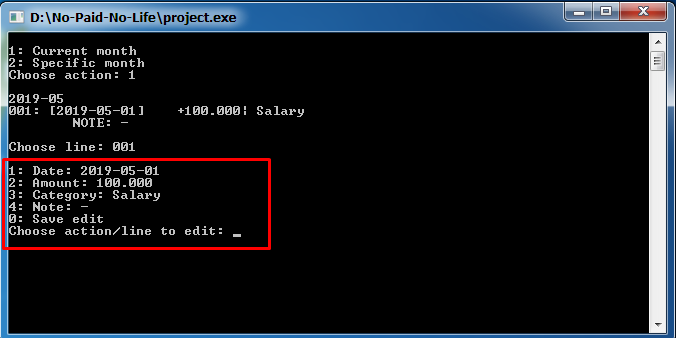 D:\No-Paid-No-Life\project.exe
1: Current month
2: Specific month
Choose action: 1
2019-05
001: [2019-05-01]    +100.000¦ Salary
        NOTE: -
Choose line: 001
1: Date: 2019-05-01
2: Amount: 100.000
3: Category: Salary
4: Note: -
0: Save edit
Choose action/line to edit: _